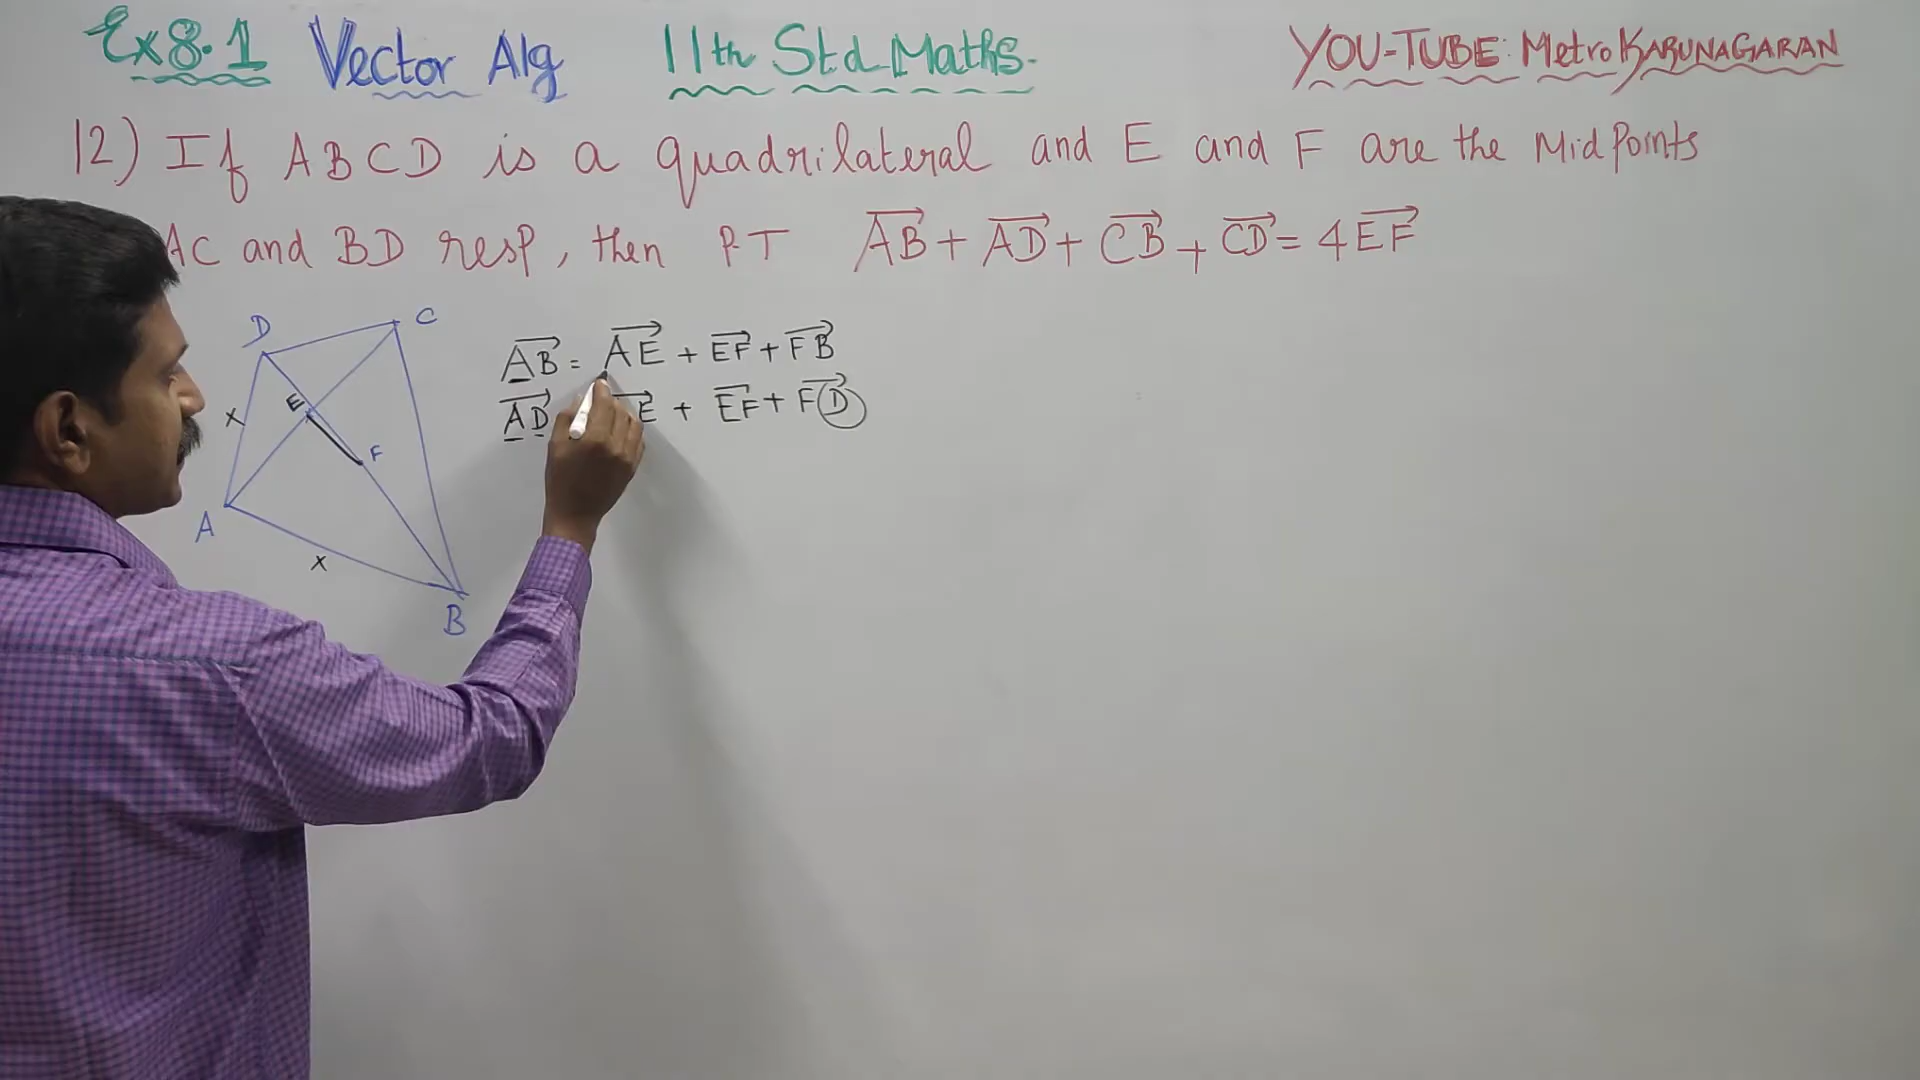 Ex 8.1 Vector Alg 11th Std Maths. YOU-TUBE: Metro KARUNAGARAN
12) If ABCD is a quadrilateral and E and F are the Mid Points
AC and BD resp, then P.T AB + AD + CB + CD = 4EF
D C
AB = AE + EF + FB
E
AD E + EF + FD
X
F
A
X
B